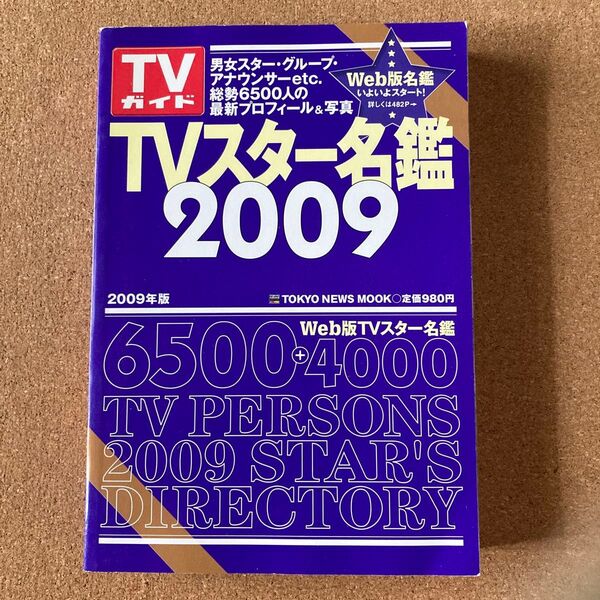 TV
ガイド
男女スター・グループ・
アナウンサーetc.
総勢6500人の
最新プロフィール&写真
Web版名鑑
いよいよスタート!
詳しくは482P→
TVスター名鑑
2009
2009年版
TOKYO NEWS MOOK○定価980円
Web版TVスター名鑑
6500+4000
TV PERSONS
2009 STAR'S
DIRECTORY